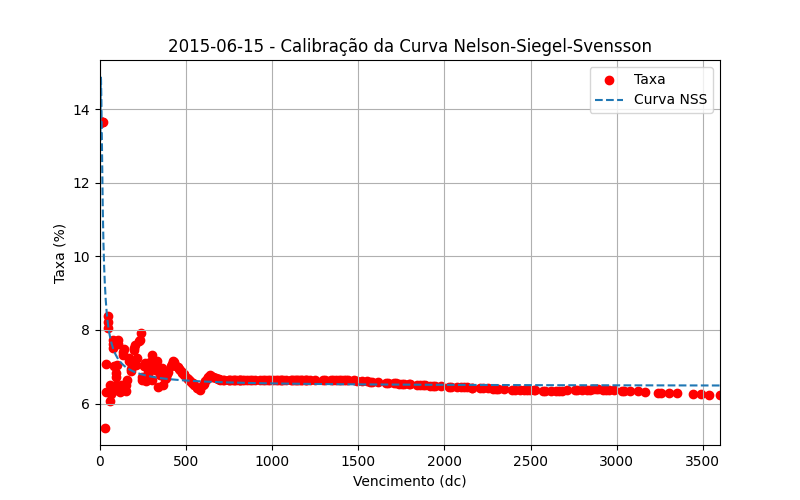 2015-06-15 - Calibração da Curva Nelson-Siegel-Svensson
Taxa
Curva NSS
Taxa (%)
14
12
10
8
6
0 500 1000 1500 2000 2500 3000 3500
Vencimento (dc)